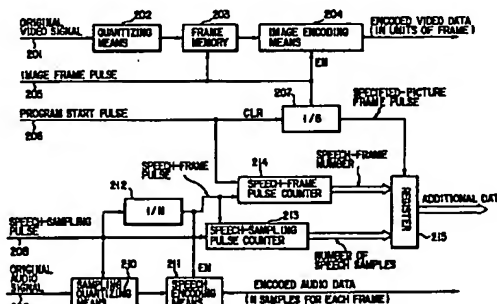 ORIGINAL VIDEO SIGNAL
202
203
204
QUANTIZING MEANS
FRAME MEMORY
IMAGE ENCODING MEANS
ENCODED VIDEO DATA (IN UNITS OF FRAME)
201
EN
IMAGE FRAME PULSE
205
207
SPECIFIED-PICTURE FRAME PULSE
PROGRAM START PULSE
CLR
1/6
206
SPEECH-FRAME PULSE
214
SPEECH-FRAME NUMBER
212
1/N
SPEECH-FRAME PULSE COUNTER
REGISTER
ADDITIONAL DAT
SPEECH-SAMPLING PULSE
213
SPEECH-SAMPLING PULSE COUNTER
215
NUMBER OF SPEECH SAMPLES
ORIGINAL AUDIO SIGNAL
210
211
EN
SAMPLING/ QUANTIZING MEANS
SPEECH ENCODING MEANS
ENCODED AUDIO DATA (N SAMPLES FOR EACH FRAME)